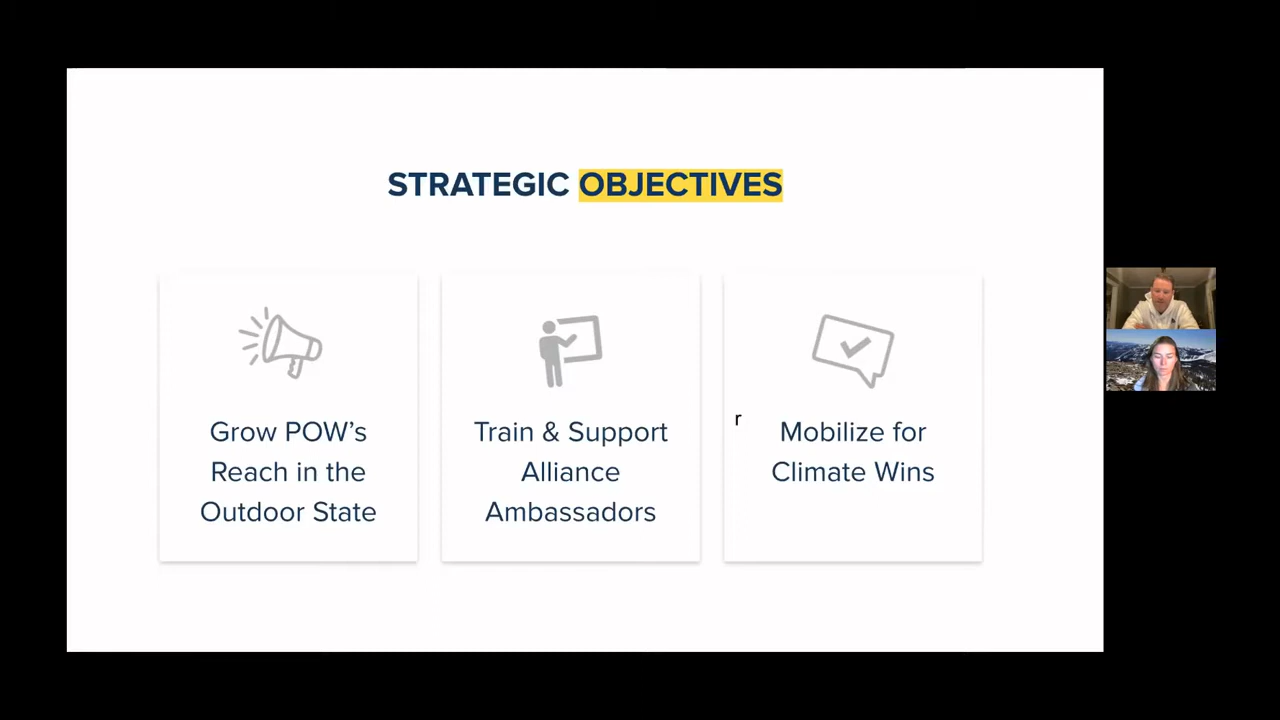 STRATEGIC OBJECTIVES
Grow POW’s
Reach in the
Outdoor State
Train & Support
Alliance
Ambassadors
r
Mobilize for
Climate Wins